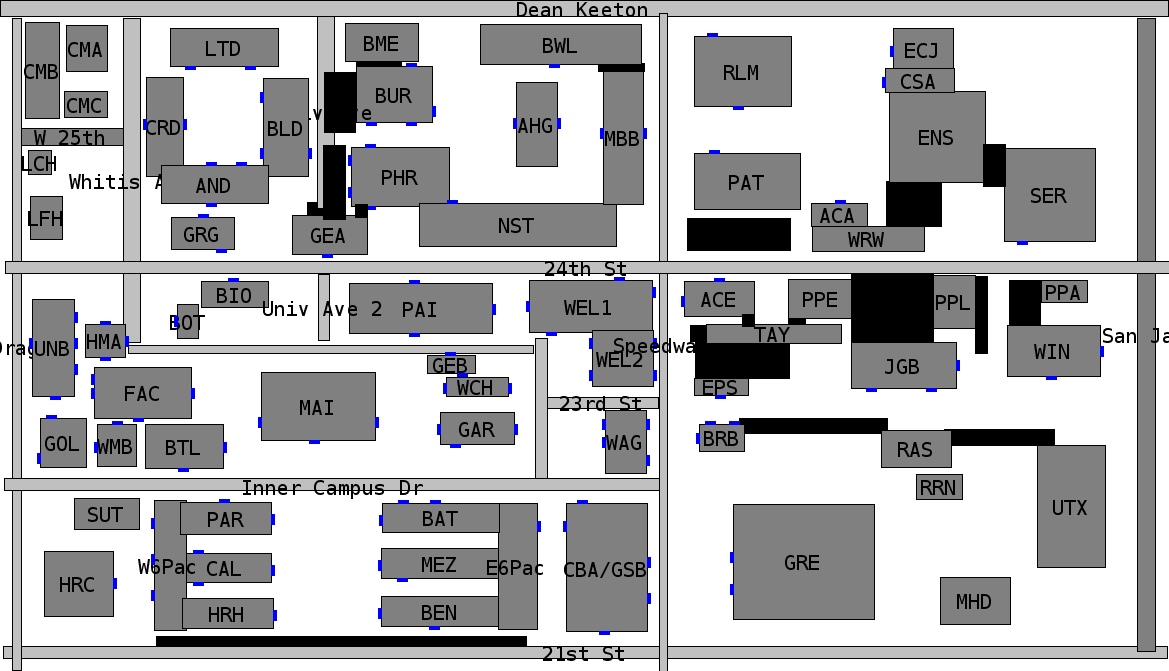 Dean Keeton
CMB
CMA
LTD
BME
BWL
RLM
ECJ
CSA
CMC
BUR
CRD
BLD
AHG
MBB
ENS
W 25th
LCH
Whitis A
AND
PHR
PAT
SER
LFH
GRG
GEA
NST
ACA
WRW
24th St
BIO
Univ Ave 2
PAI
WEL1
ACE
PPE
PPL
PPA
BOT
UNB
HMA
TAY
WIN
San Ja
Speedwa
WEL2
GEB
JGB
FAC
WCH
EPS
MAI
23rd St
GOL
WMB
BTL
GAR
WAG
BRB
RAS
Inner Campus Dr
RRN
SUT
PAR
BAT
UTX
HRC
W6Pac
CAL
MEZ
E6Pac
CBA/GSB
GRE
HRH
BEN
MHD
21st St